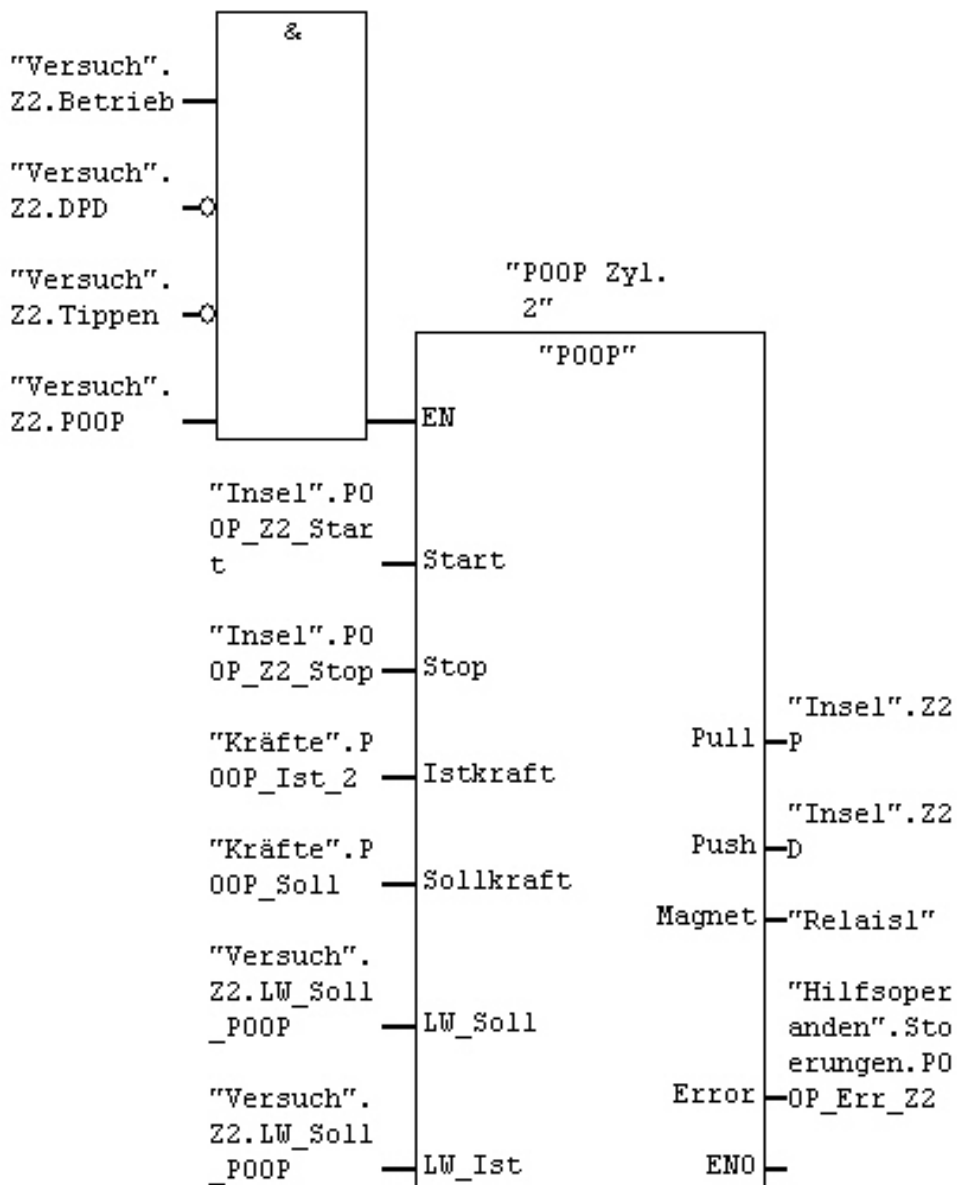 &
"Versuch".
Z2.Betrieb
"Versuch".
Z2.DPD
"Versuch".
Z2.Tippen
"Versuch".
Z2.POOP
"POOP Zyl.
2"
"POOP"
EN
"Insel".PO
OP_Z2_Star
t
Start
"Insel".PO
OP_Z2_Stop
Stop
"Kräfte".P
OOP_Ist_2
Istkraft
"Kräfte".P
OOP_Soll
Sollkraft
"Versuch".
Z2.LW_Soll
_POOP
LW_Soll
"Versuch".
Z2.LW_Soll
_POOP
LW_Ist
"Insel".Z2
Pull
P
"Insel".Z2
Push
D
Magnet
"Relais1"
"Hilfsoper
anden".Sto
erungen.PO
Error
OP_Err_Z2
ENO